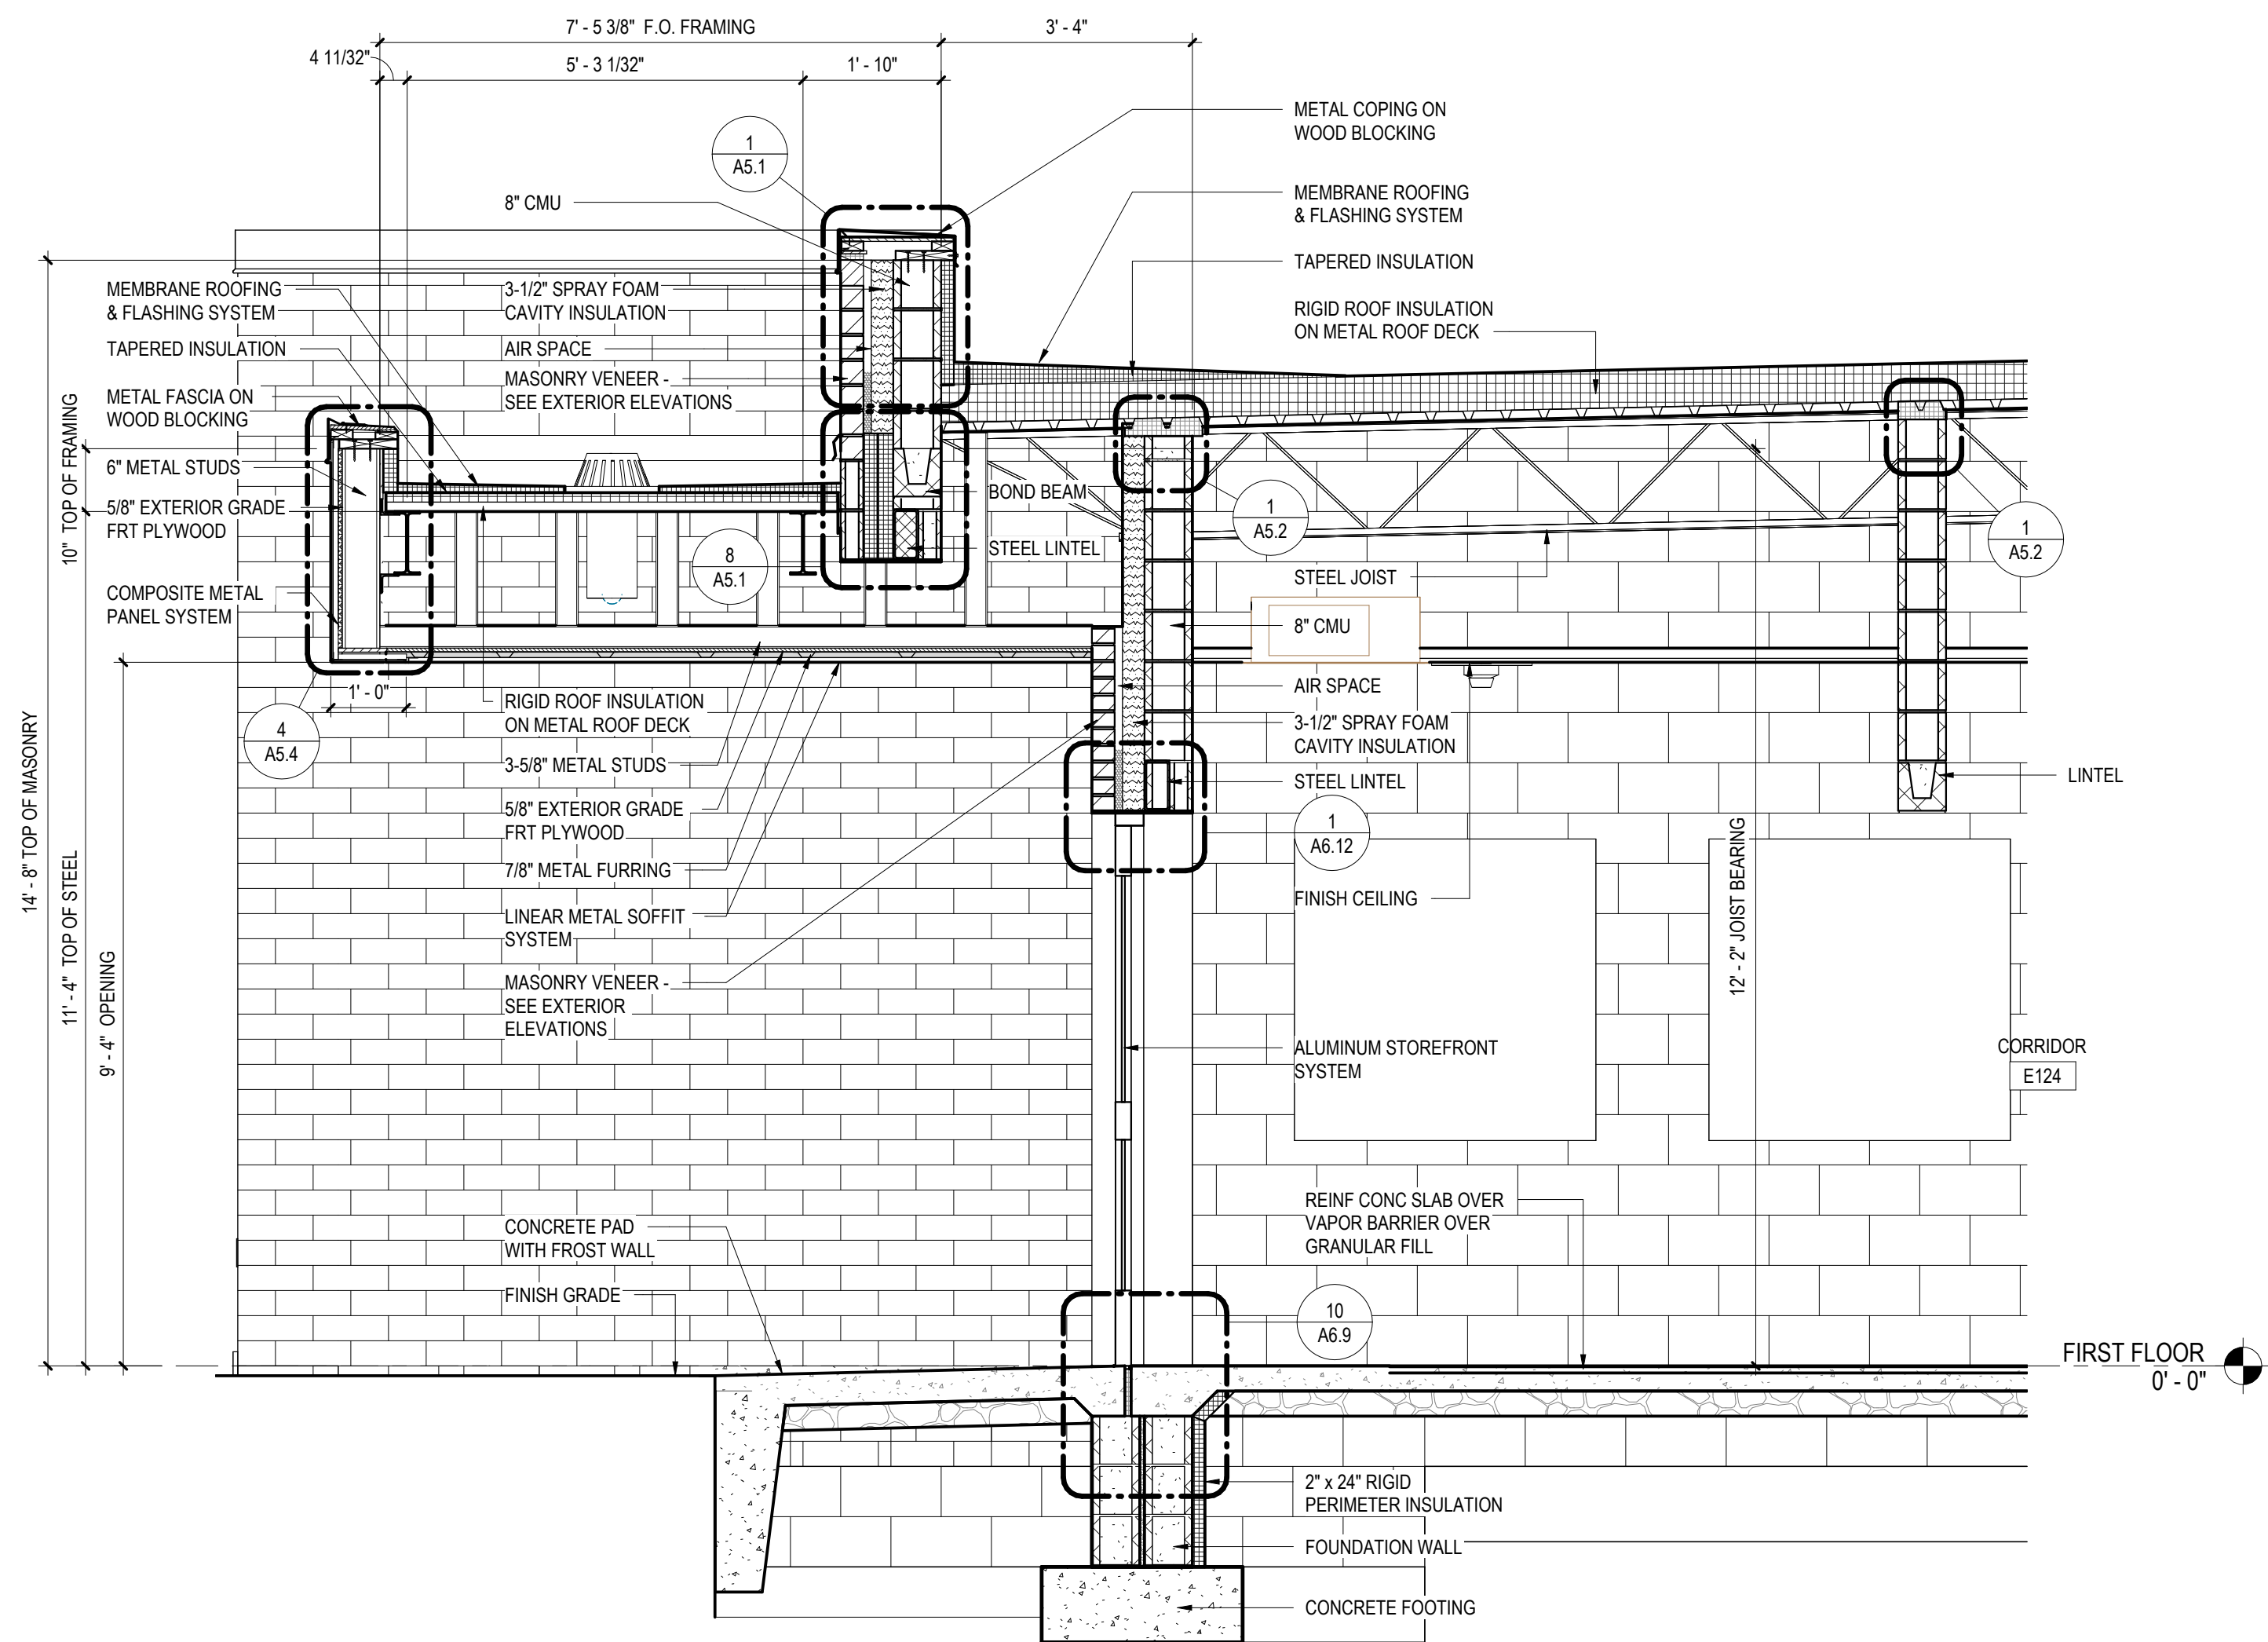 7' - 5 3/8" F.O. FRAMING
3' - 4"
4 11/32"
5' - 3 1/32"
1' - 10"
METAL COPING ON
WOOD BLOCKING
1
A5.1
MEMBRANE ROOFING
& FLASHING SYSTEM
8" CMU
TAPERED INSULATION
RIGID ROOF INSULATION
ON METAL ROOF DECK
MEMBRANE ROOFING
& FLASHING SYSTEM
TAPERED INSULATION
METAL FASCIA ON
WOOD BLOCKING
6" METAL STUDS
5/8" EXTERIOR GRADE
FRT PLYWOOD
COMPOSITE METAL
PANEL SYSTEM
3-1/2" SPRAY FOAM
CAVITY INSULATION
AIR SPACE
MASONRY VENEER -
SEE EXTERIOR ELEVATIONS
10" TOP OF FRAMING
BOND BEAM
STEEL LINTEL
8
A5.1
1
A5.2
1
A5.2
STEEL JOIST
8" CMU
AIR SPACE
3-1/2" SPRAY FOAM
CAVITY INSULATION
STEEL LINTEL
LINTEL
1
A6.12
FINISH CEILING
1' - 0"
4
A5.4
RIGID ROOF INSULATION
ON METAL ROOF DECK
3-5/8" METAL STUDS
5/8" EXTERIOR GRADE
FRT PLYWOOD
7/8" METAL FURRING
LINEAR METAL SOFFIT
SYSTEM
MASONRY VENEER -
SEE EXTERIOR
ELEVATIONS
14' - 8" TOP OF MASONRY
11' - 4" TOP OF STEEL
9' - 4" OPENING
12' - 2" JOIST BEARING
ALUMINUM STOREFRONT
SYSTEM
CORRIDOR
E124
CONCRETE PAD
WITH FROST WALL
FINISH GRADE
REINF CONC SLAB OVER
VAPOR BARRIER OVER
GRANULAR FILL
10
A6.9
FIRST FLOOR
0' - 0"
2" x 24" RIGID
PERIMETER INSULATION
FOUNDATION WALL
CONCRETE FOOTING